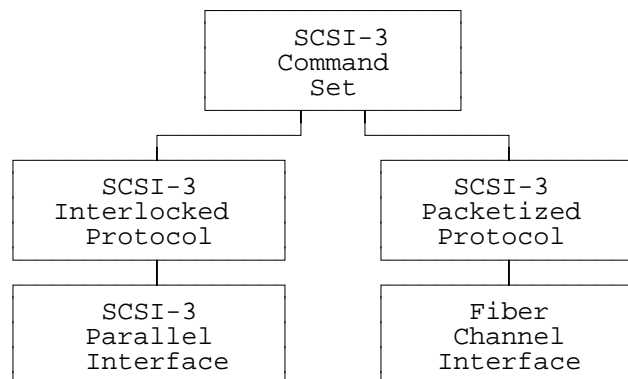 SCSI-3
Command
Set
SCSI-3
Interlocked
Protocol
SCSI-3
Packetized
Protocol
SCSI-3
Parallel
Interface
Fiber
Channel
Interface